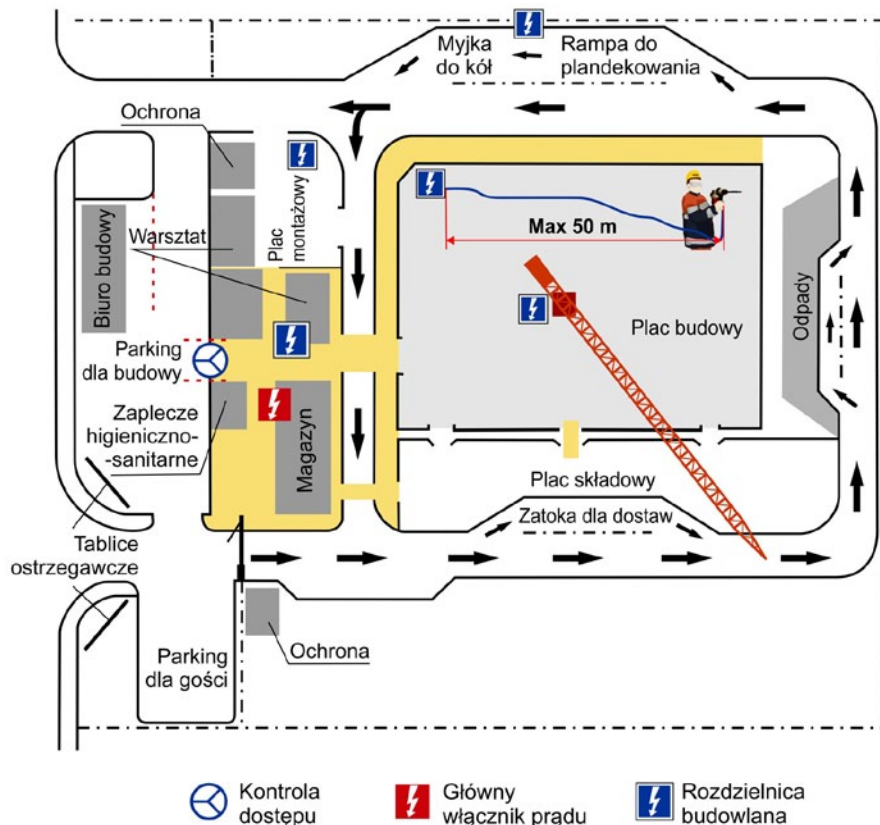 Myjka
do kół
Rampa do
plandekowania
Ochrona
Plac
montażowy
Warsztat
Biuro budowy
Max 50 m
Odpady
Plac budowy
Parking
dla budowy
Zaplecze
higieniczno-
-sanitarne
Magazyn
Plac składowy
Zatoka dla dostaw
Tablice
ostrzegawcze
Ochrona
Parking
dla gości
Kontrola
dostępu
Główny
włącznik prądu
Rozdzielnica
budowlana